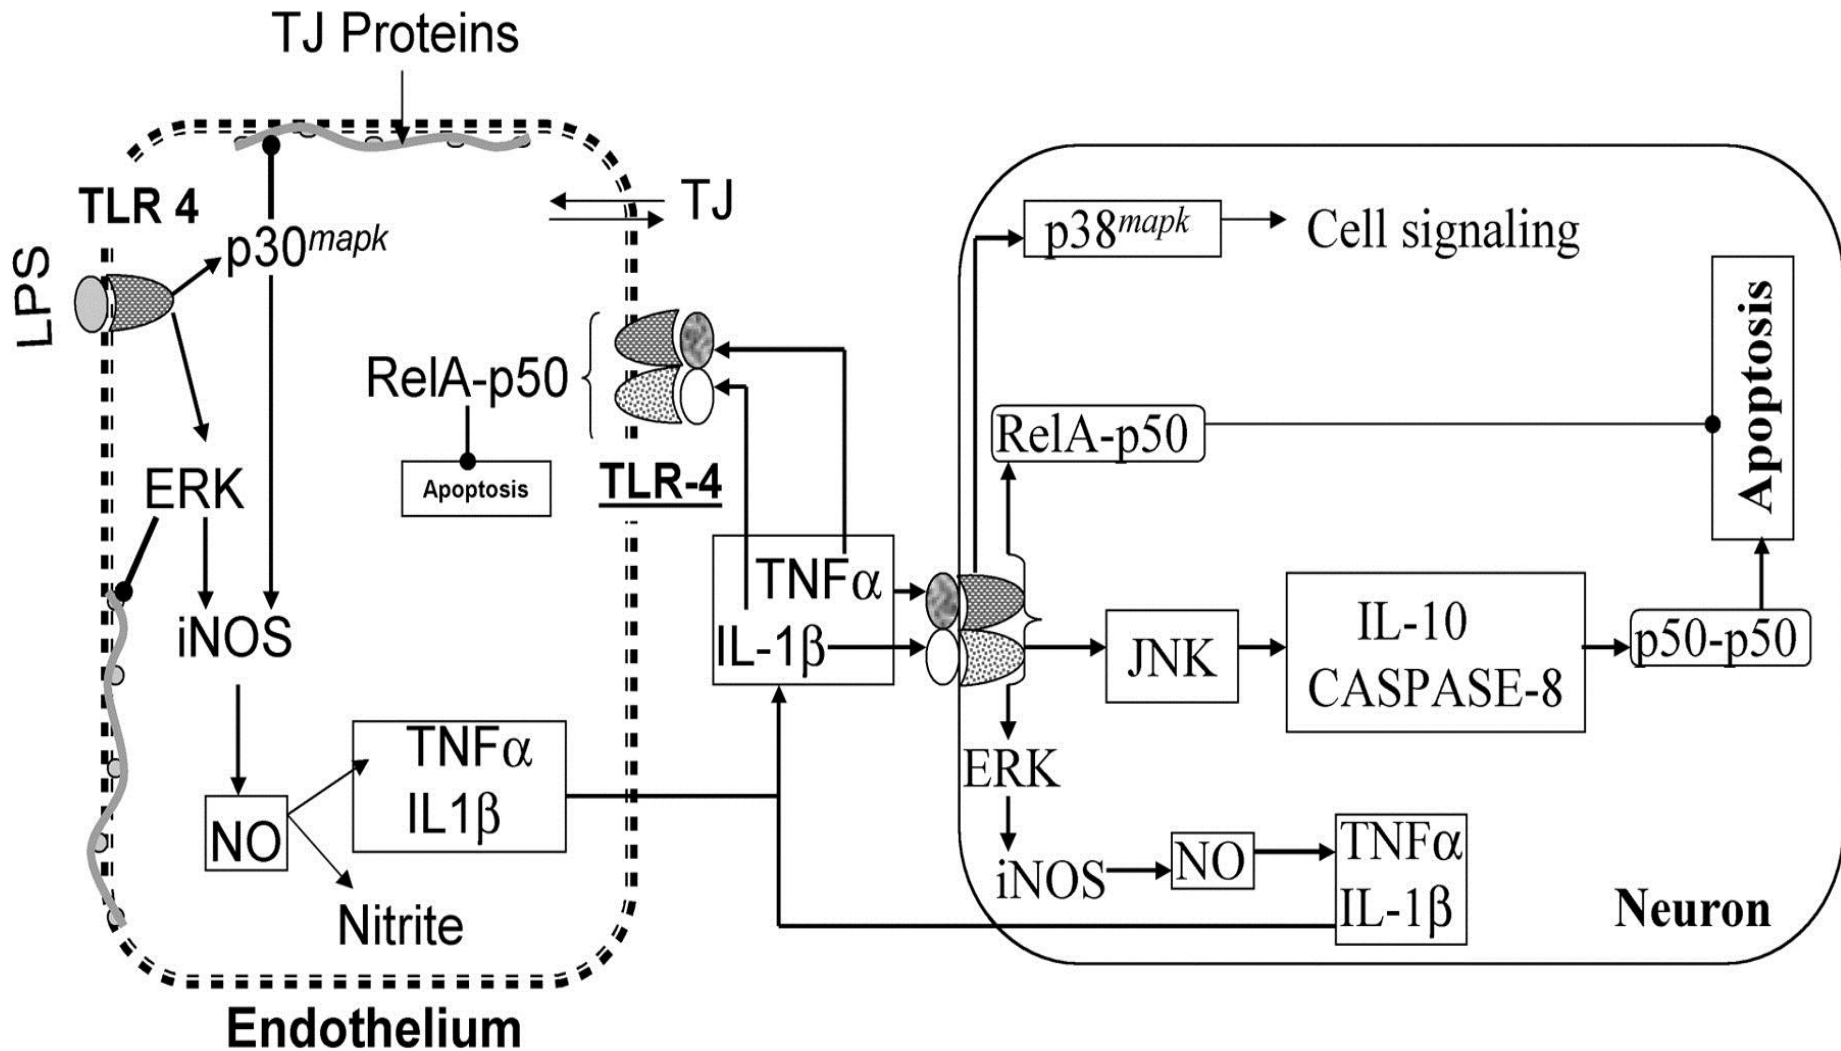 TJ Proteins
TLR 4
LPS
p30mapk
TJ
RelA-p50
Apoptosis
TLR-4
ERK
iNOS
NO
TNFα
IL1β
Nitrite
Endothelium
TNFα
IL-1β
p38mapk
Cell signaling
RelA-p50
Apoptosis
JNK
IL-10
CASPASE-8
p50-p50
ERK
iNOS
NO
TNFα
IL-1β
Neuron